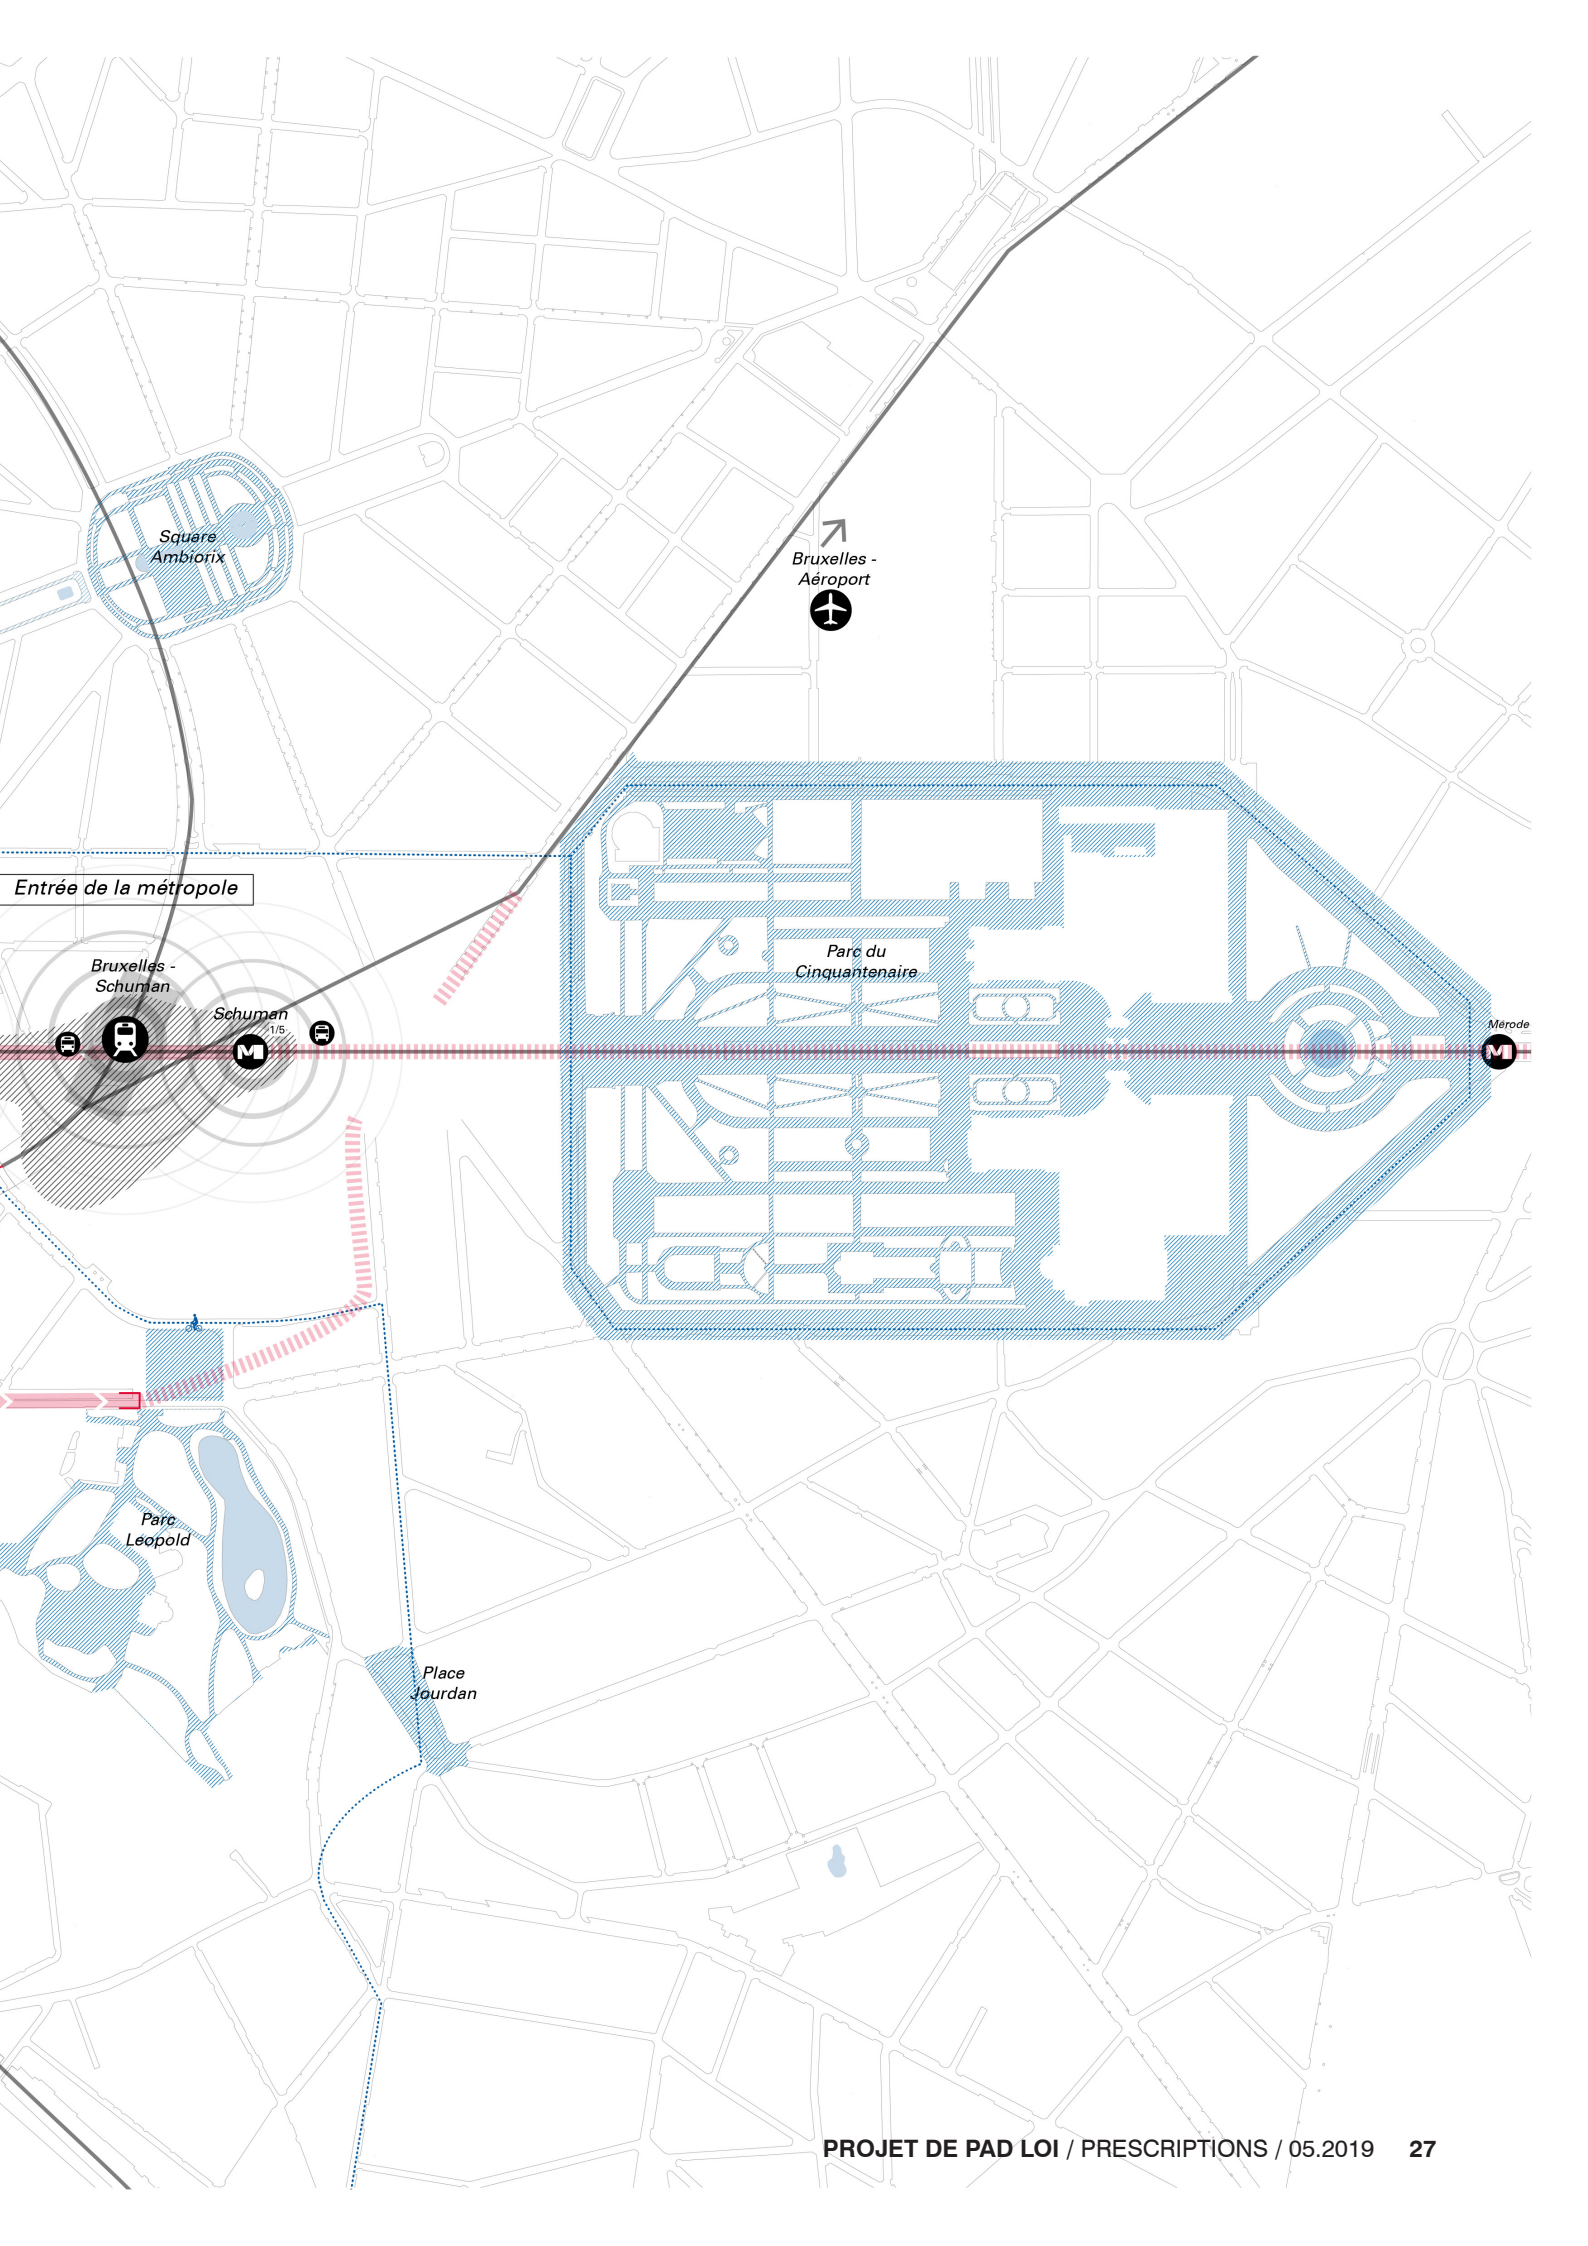 Square
Ambiorix
Bruxelles -
Aéroport
Entrée de la métropole
Parc du
Cinquantenaire
Bruxelles -
Schuman
Schuman
1/5
M
Mérode
M
Parc
Leopold
Place
Jourdan
PROJET DE PAD LOI / PRESCRIPTIONS / 05.2019 27